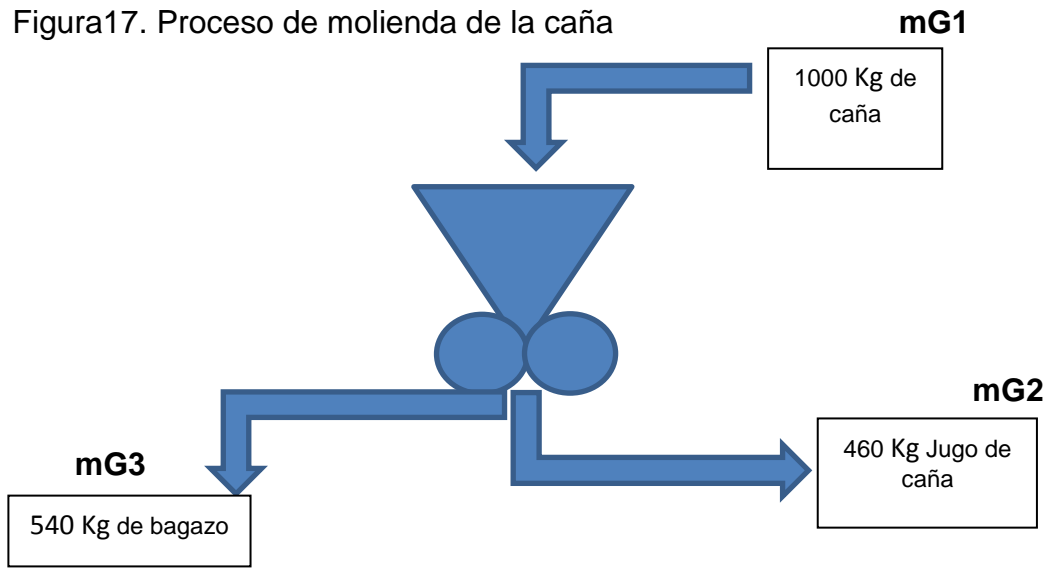 Figura17. Proceso de molienda de la caña
mG1
1000 Kg de
caña
mG2
460 Kg Jugo de
caña
mG3
540 Kg de bagazo